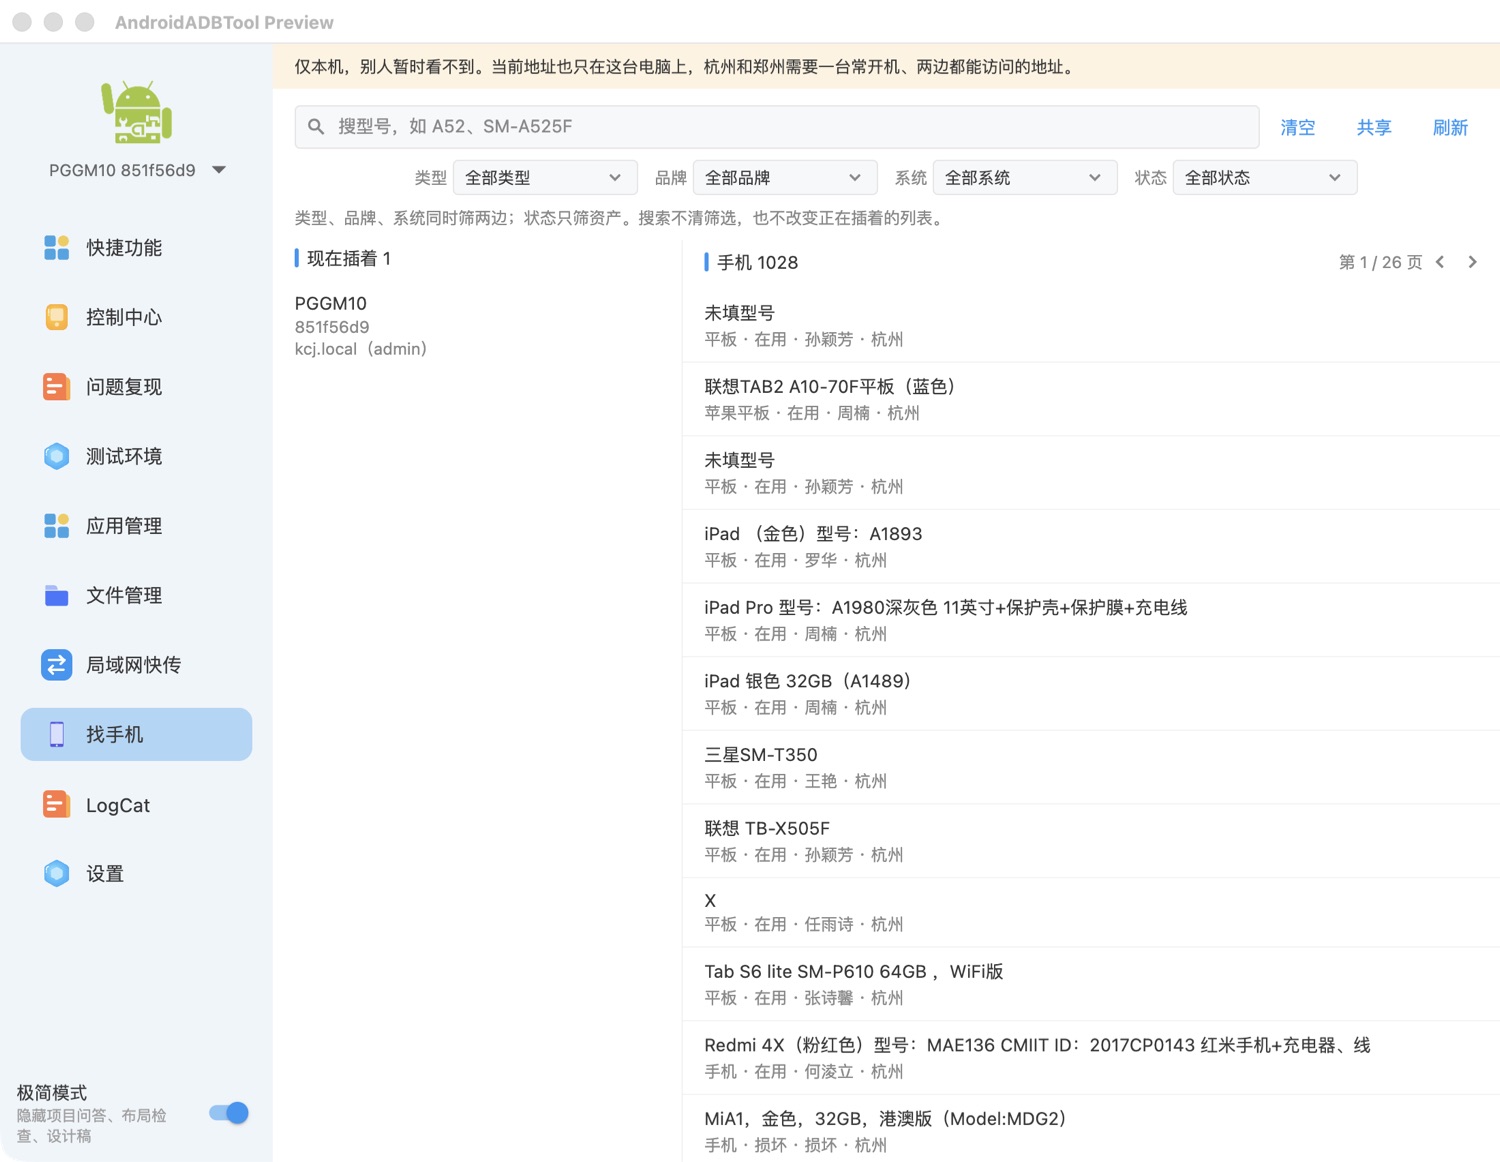 AndroidADBTool Preview
PGGM10 851f56d9
快捷功能
控制中心
问题复现
测试环境
应用管理
文件管理
局域网快传
找手机
LogCat
设置
极简模式
隐藏项目问答、布局检
查、设计稿
仅本机，别人暂时看不到。当前地址也只在这台电脑上，杭州和郑州需要一台常开机、两边都能访问的地址。
搜型号，如 A52、SM-A525F
清空 共享 刷新
类型 全部类型 品牌 全部品牌 系统 全部系统 状态 全部状态
类型、品牌、系统同时筛两边；状态只筛资产。搜索不清筛选，也不改变正在插着的列表。
现在插着 1
PGGM10
851f56d9
kcj.local（admin）
手机 1028
第 1 / 26 页
未填型号
平板 · 在用 · 孙颖芳 · 杭州
联想TAB2 A10-70F平板（蓝色）
苹果平板 · 在用 · 周楠 · 杭州
未填型号
平板 · 在用 · 孙颖芳 · 杭州
iPad （金色）型号：A1893
平板 · 在用 · 罗华 · 杭州
iPad Pro 型号：A1980深灰色 11英寸+保护壳+保护膜+充电线
平板 · 在用 · 周楠 · 杭州
iPad 银色 32GB（A1489）
平板 · 在用 · 周楠 · 杭州
三星SM-T350
平板 · 在用 · 王艳 · 杭州
联想 TB-X505F
平板 · 在用 · 孙颖芳 · 杭州
X
平板 · 在用 · 任雨诗 · 杭州
Tab S6 lite SM-P610 64GB ，WiFi版
平板 · 在用 · 张诗馨 · 杭州
Redmi 4X（粉红色）型号：MAE136 CMIIT ID：2017CP0143 红米手机+充电器、线
手机 · 在用 · 何淩立 · 杭州
MiA1，金色，32GB，港澳版（Model:MDG2）
手机 · 损坏 · 损坏 · 杭州